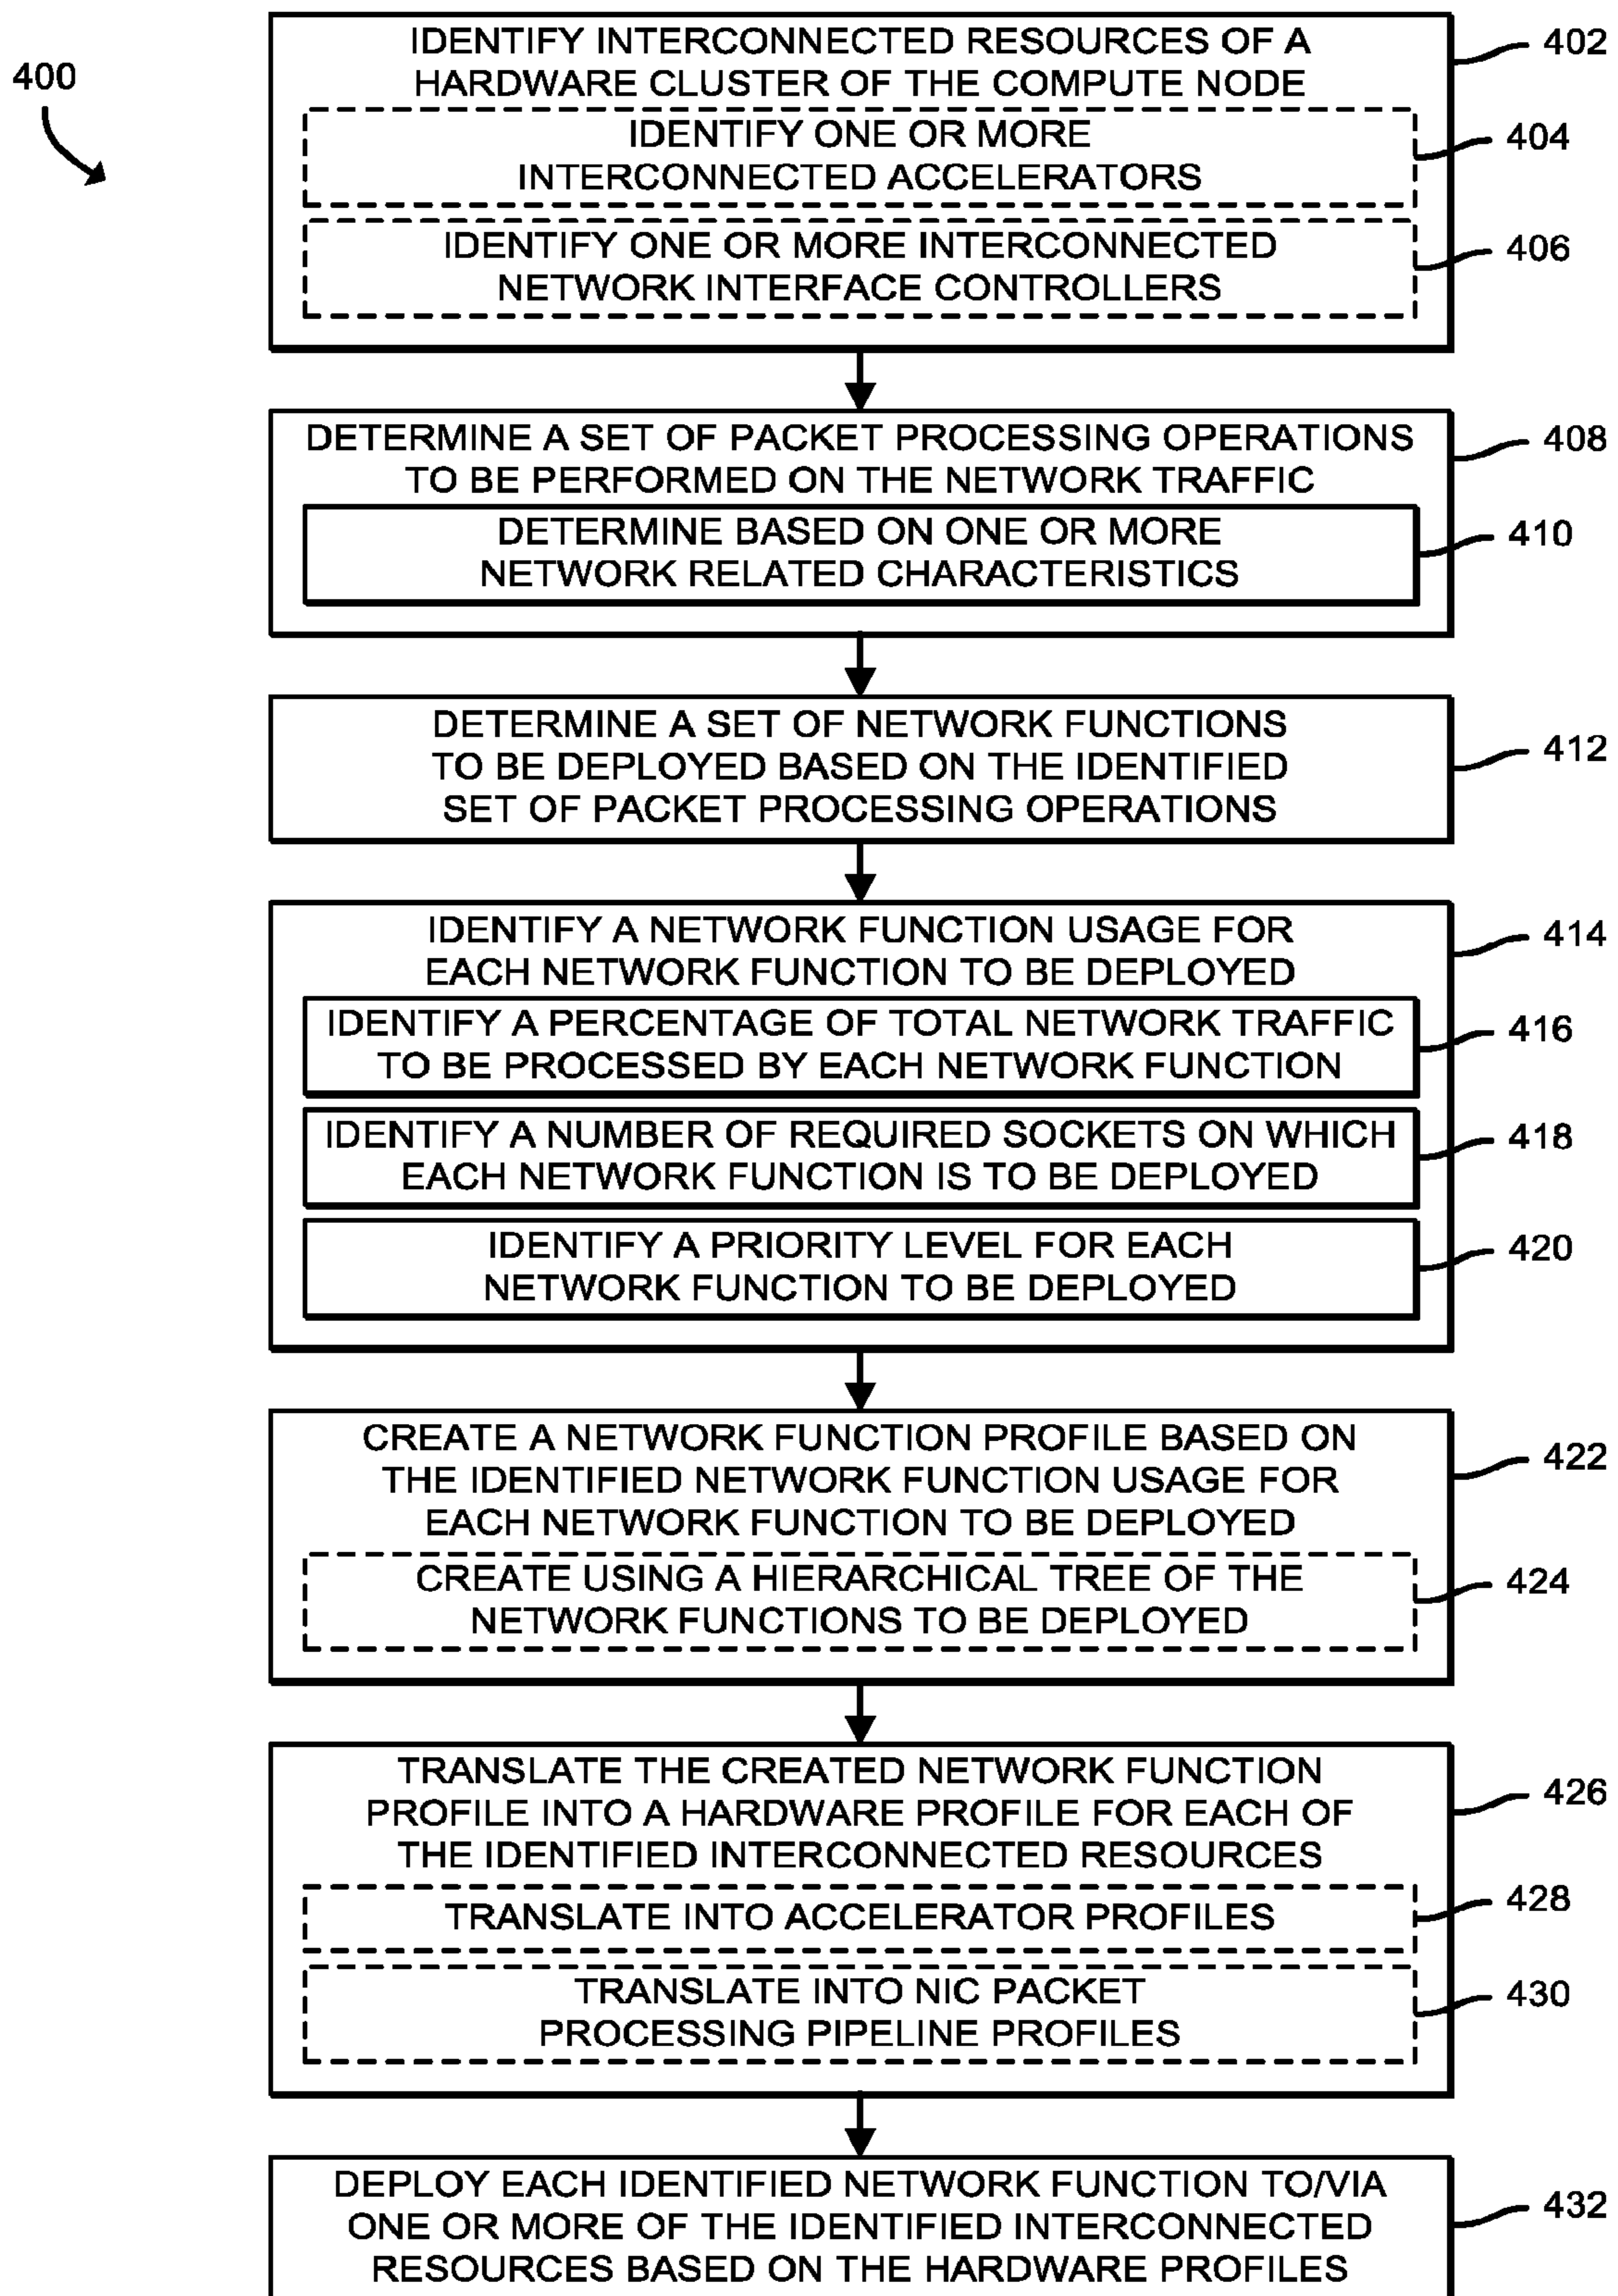 400
IDENTIFY INTERCONNECTED RESOURCES OF A
HARDWARE CLUSTER OF THE COMPUTE NODE
402
IDENTIFY ONE OR MORE
INTERCONNECTED ACCELERATORS
404
IDENTIFY ONE OR MORE INTERCONNECTED
NETWORK INTERFACE CONTROLLERS
406
DETERMINE A SET OF PACKET PROCESSING OPERATIONS
TO BE PERFORMED ON THE NETWORK TRAFFIC
408
DETERMINE BASED ON ONE OR MORE
NETWORK RELATED CHARACTERISTICS
410
DETERMINE A SET OF NETWORK FUNCTIONS
TO BE DEPLOYED BASED ON THE IDENTIFIED
SET OF PACKET PROCESSING OPERATIONS
412
IDENTIFY A NETWORK FUNCTION USAGE FOR
EACH NETWORK FUNCTION TO BE DEPLOYED
414
IDENTIFY A PERCENTAGE OF TOTAL NETWORK TRAFFIC
TO BE PROCESSED BY EACH NETWORK FUNCTION
416
IDENTIFY A NUMBER OF REQUIRED SOCKETS ON WHICH
EACH NETWORK FUNCTION IS TO BE DEPLOYED
418
IDENTIFY A PRIORITY LEVEL FOR EACH
NETWORK FUNCTION TO BE DEPLOYED
420
CREATE A NETWORK FUNCTION PROFILE BASED ON
THE IDENTIFIED NETWORK FUNCTION USAGE FOR
EACH NETWORK FUNCTION TO BE DEPLOYED
422
CREATE USING A HIERARCHICAL TREE OF THE
NETWORK FUNCTIONS TO BE DEPLOYED
424
TRANSLATE THE CREATED NETWORK FUNCTION
PROFILE INTO A HARDWARE PROFILE FOR EACH OF
THE IDENTIFIED INTERCONNECTED RESOURCES
426
TRANSLATE INTO ACCELERATOR PROFILES
428
TRANSLATE INTO NIC PACKET
PROCESSING PIPELINE PROFILES
430
DEPLOY EACH IDENTIFIED NETWORK FUNCTION TO/VIA
ONE OR MORE OF THE IDENTIFIED INTERCONNECTED
RESOURCES BASED ON THE HARDWARE PROFILES
432